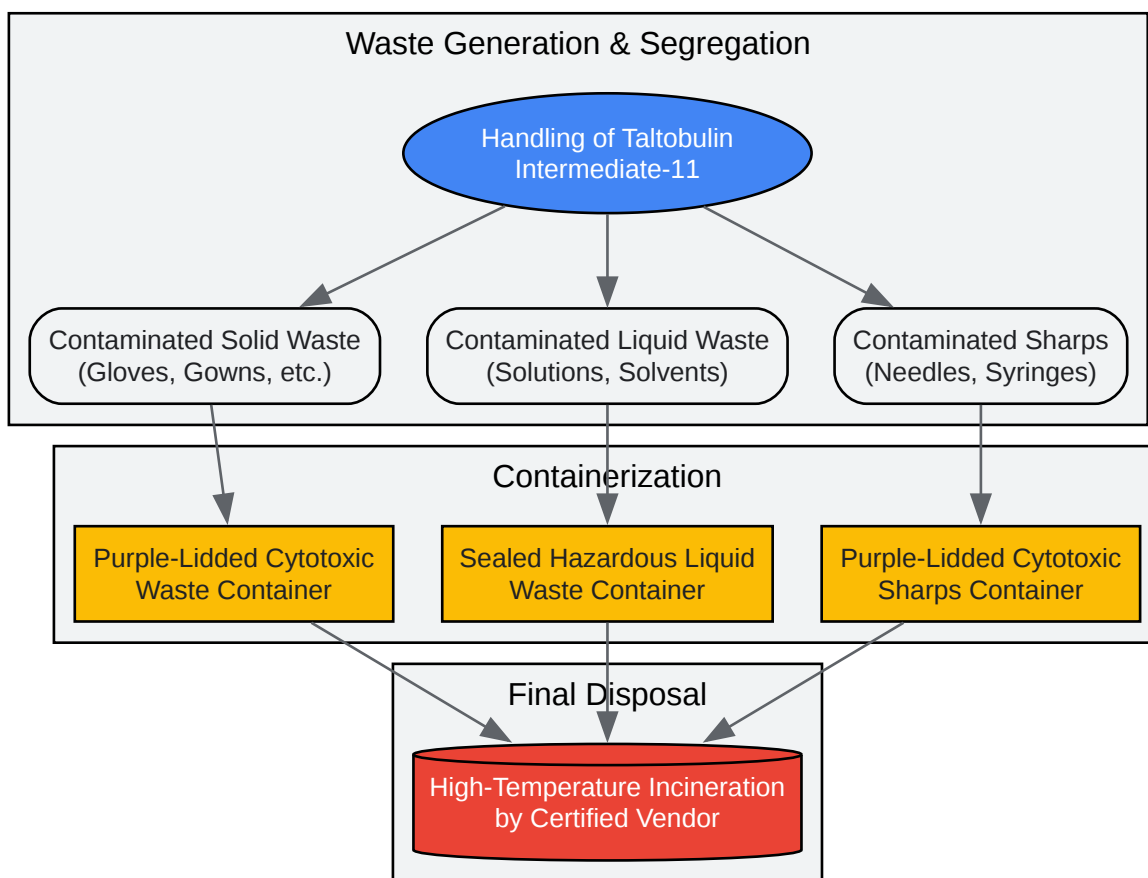 Waste Generation & Segregation
Handling of Taltobulin
Intermediate-11
Contaminated Solid Waste
(Gloves, Gowns, etc.)
Contaminated Liquid Waste
(Solutions, Solvents)
Contaminated Sharps
(Needles, Syringes)
Containerization
Purple-Lidded Cytotoxic
Waste Container
Sealed Hazardous Liquid
Waste Container
Purple-Lidded Cytotoxic
Sharps Container
Final Disposal
High-Temperature Incineration
by Certified Vendor